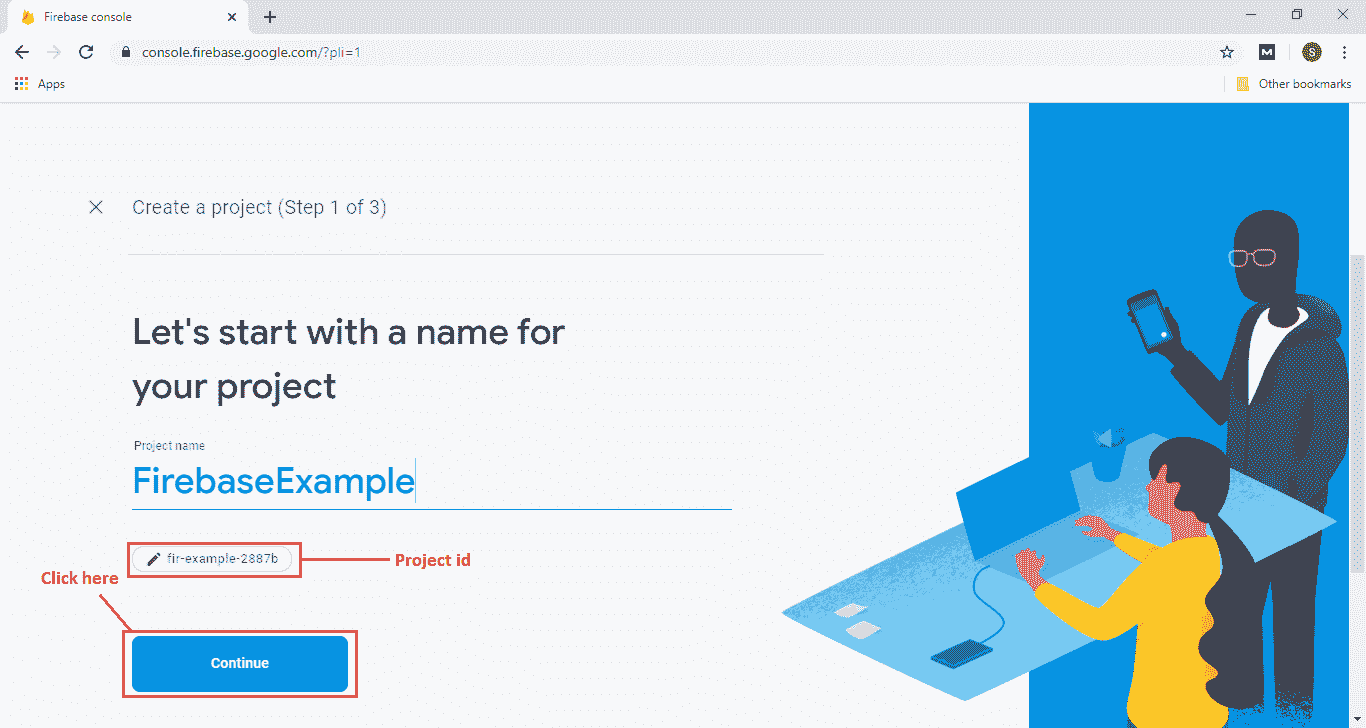 Firebase console
console.firebase.google.com/?pli=1
M
S
Apps
Other bookmarks
Create a project (Step 1 of 3)
Let's start with a name for
your project
Project name
FirebaseExample
fir-example-2887b
Project id
Click here
Continue